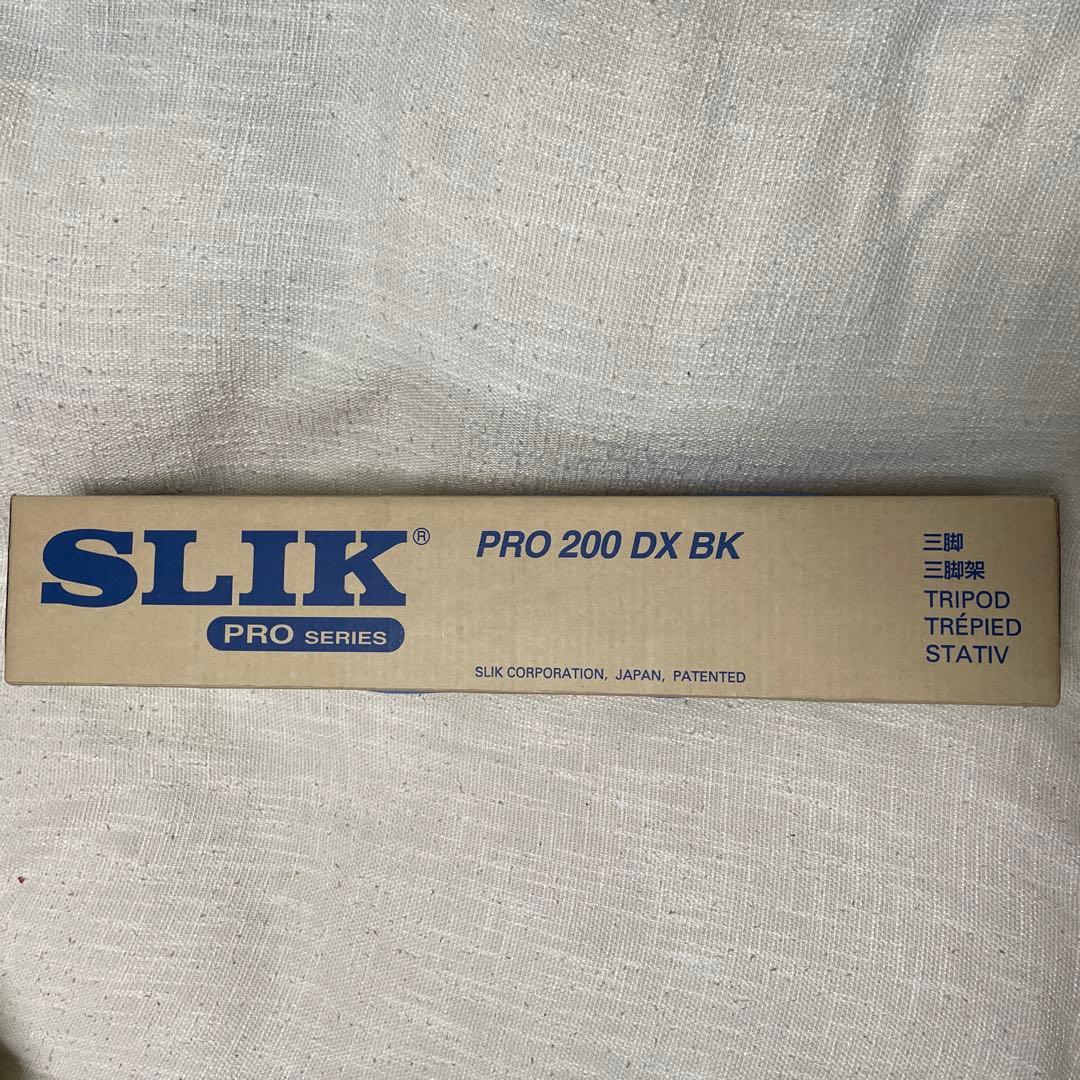 SLIK®
PRO SERIES
PRO 200 DX BK
SLIK CORPORATION, JAPAN, PATENTED
三脚
三脚架
TRIPOD
TRÉPIED
STATIV